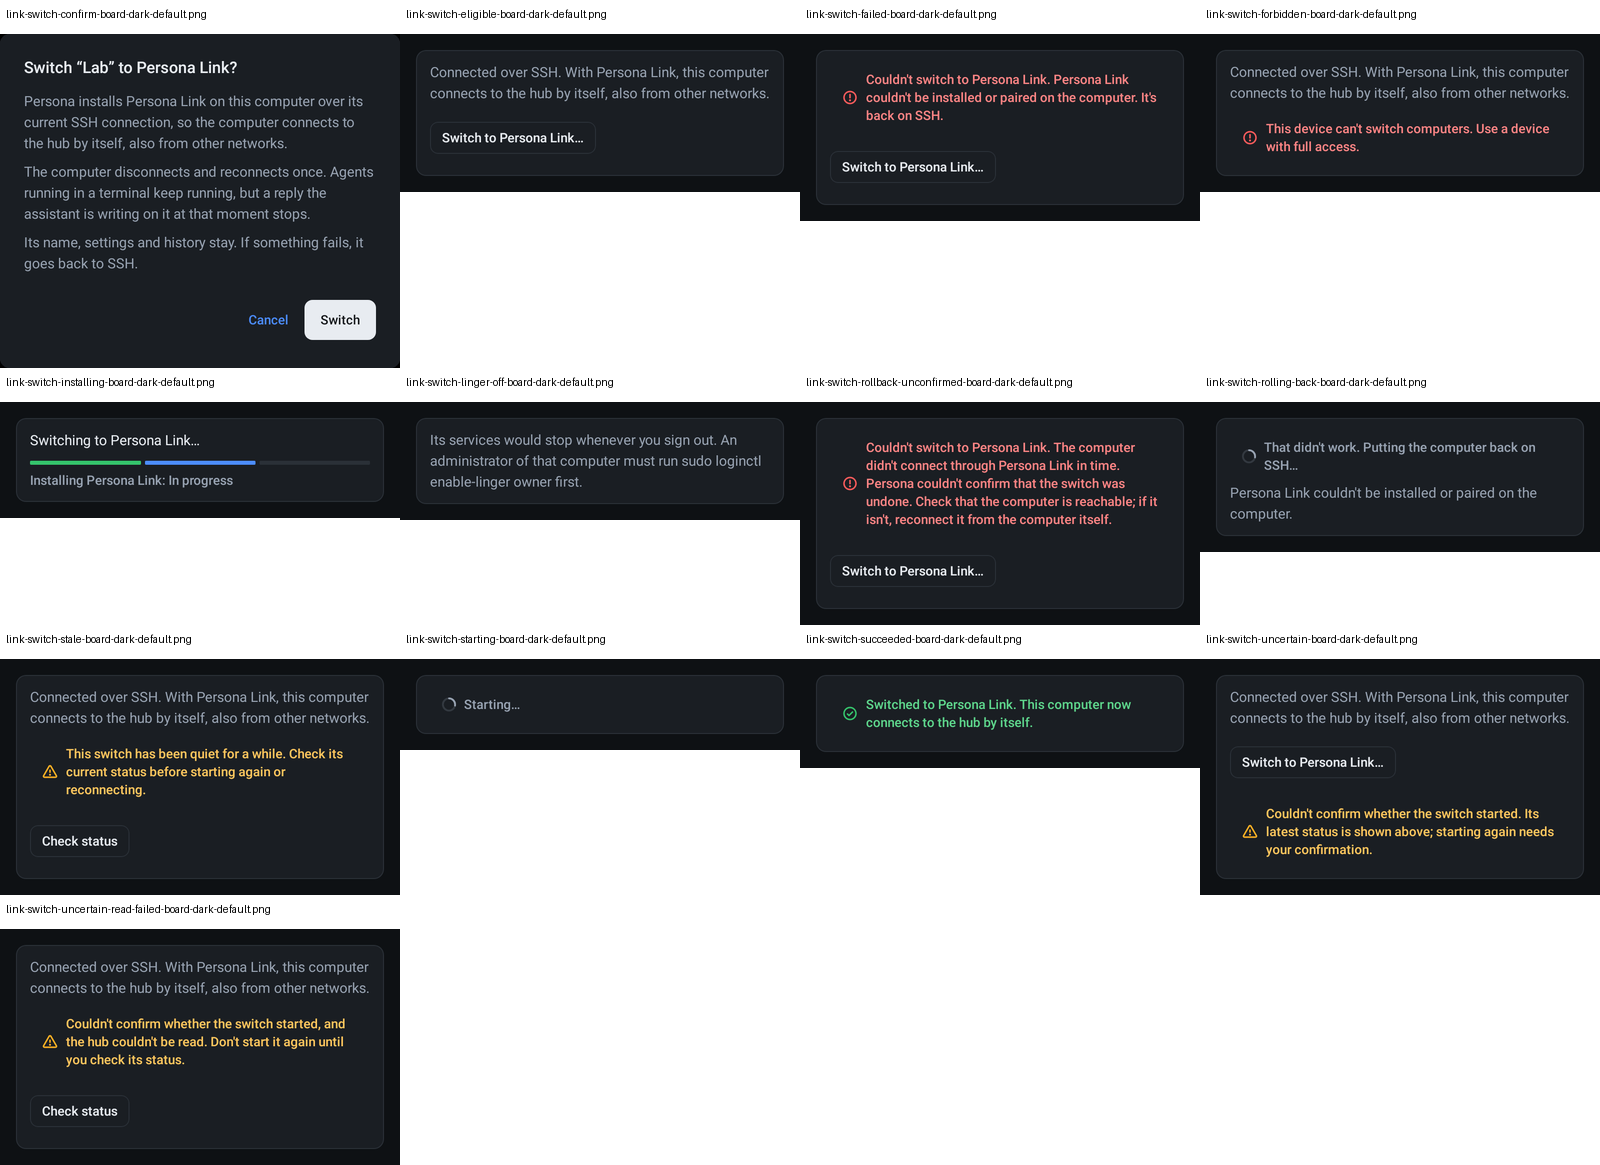 link-switch-confirm-board-dark-default.png
Switch “Lab” to Persona Link?
Persona installs Persona Link on this computer over its
current SSH connection, so the computer connects to
the hub by itself, also from other networks.
The computer disconnects and reconnects once. Agents
running in a terminal keep running, but a reply the
assistant is writing on it at that moment stops.
Its name, settings and history stay. If something fails, it
goes back to SSH.
Cancel
Switch
link-switch-eligible-board-dark-default.png
Connected over SSH. With Persona Link, this computer
connects to the hub by itself, also from other networks.
Switch to Persona Link...
link-switch-failed-board-dark-default.png
Couldn't switch to Persona Link. Persona Link
couldn't be installed or paired on the computer. It's
back on SSH.
Switch to Persona Link...
link-switch-forbidden-board-dark-default.png
Connected over SSH. With Persona Link, this computer
connects to the hub by itself, also from other networks.
This device can't switch computers. Use a device
with full access.
link-switch-installing-board-dark-default.png
Switching to Persona Link...
Installing Persona Link: In progress
link-switch-linger-off-board-dark-default.png
Its services would stop whenever you sign out. An
administrator of that computer must run sudo loginctl
enable-linger owner first.
link-switch-rollback-unconfirmed-board-dark-default.png
Couldn't switch to Persona Link. The computer
didn't connect through Persona Link in time.
Persona couldn't confirm that the switch was
undone. Check that the computer is reachable; if it
isn't, reconnect it from the computer itself.
Switch to Persona Link...
link-switch-rolling-back-board-dark-default.png
That didn't work. Putting the computer back on
SSH...
Persona Link couldn't be installed or paired on the
computer.
link-switch-stale-board-dark-default.png
Connected over SSH. With Persona Link, this computer
connects to the hub by itself, also from other networks.
This switch has been quiet for a while. Check its
current status before starting again or
reconnecting.
Check status
link-switch-starting-board-dark-default.png
Starting...
link-switch-succeeded-board-dark-default.png
Switched to Persona Link. This computer now
connects to the hub by itself.
link-switch-uncertain-board-dark-default.png
Connected over SSH. With Persona Link, this computer
connects to the hub by itself, also from other networks.
Switch to Persona Link...
Couldn't confirm whether the switch started. Its
latest status is shown above; starting again needs
your confirmation.
link-switch-uncertain-read-failed-board-dark-default.png
Connected over SSH. With Persona Link, this computer
connects to the hub by itself, also from other networks.
Couldn't confirm whether the switch started, and
the hub couldn't be read. Don't start it again until
you check its status.
Check status